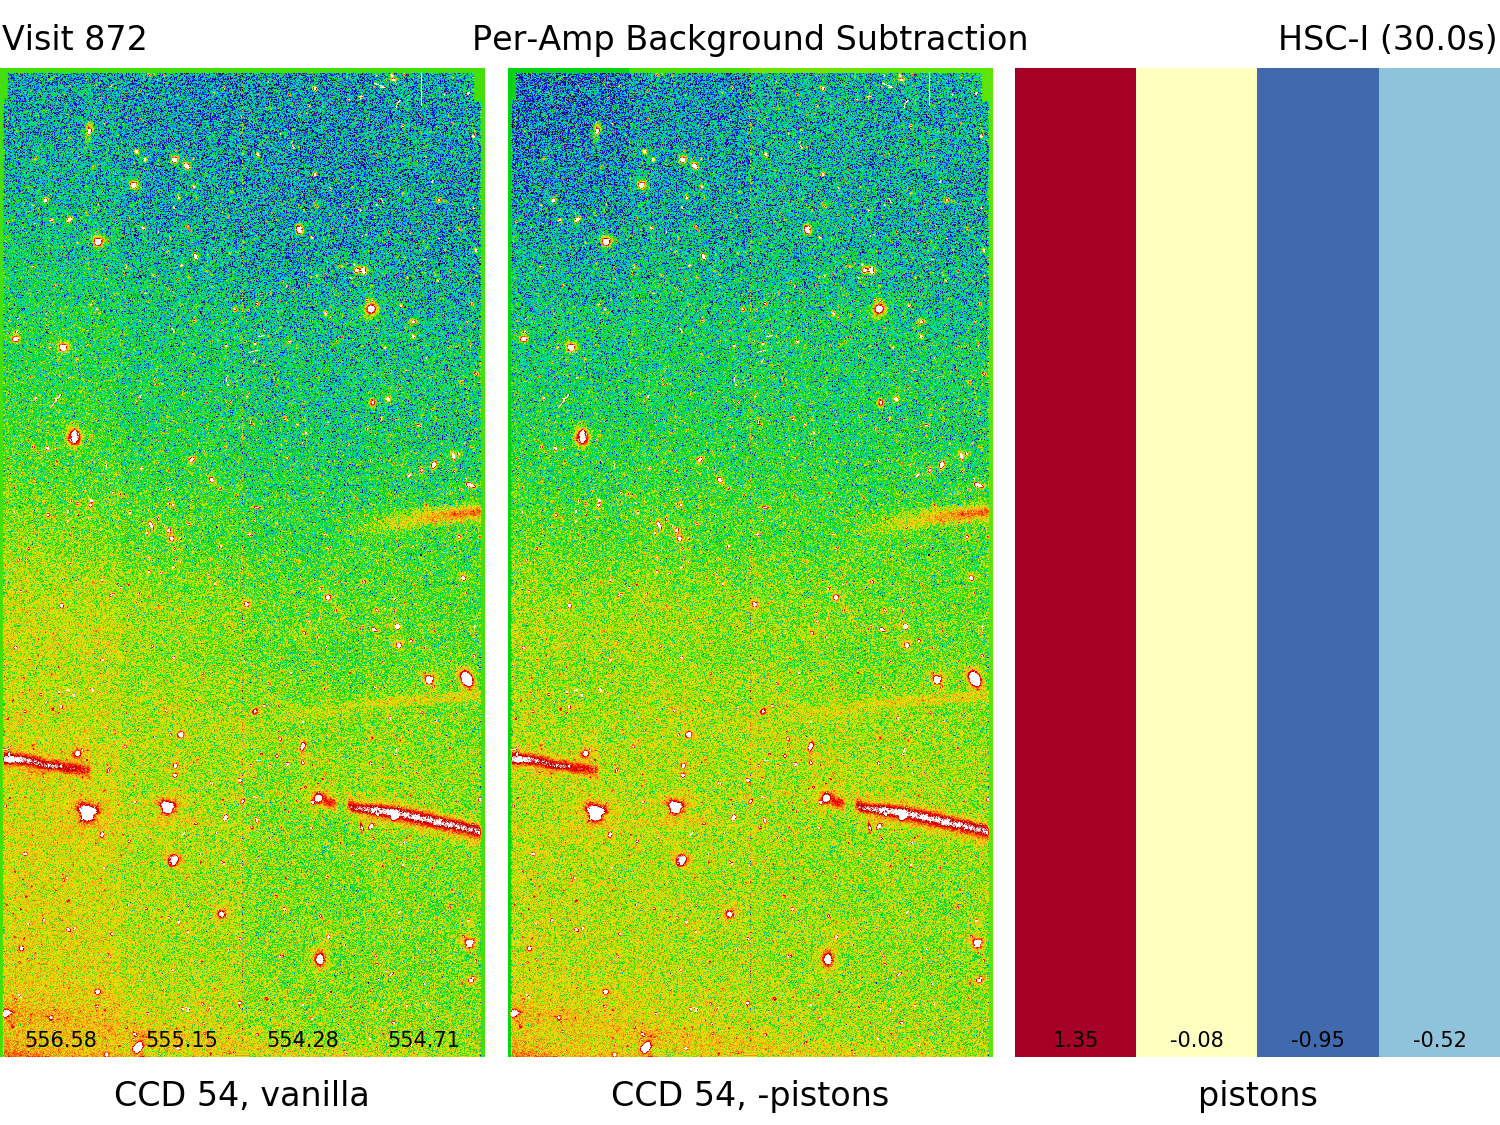 Visit 872 Per-Amp Background Subtraction HSC-I (30.0s)
556.58 555.15 554.28 554.71 1.35 -0.08 -0.95 -0.52
CCD 54, vanilla CCD 54, -pistons pistons